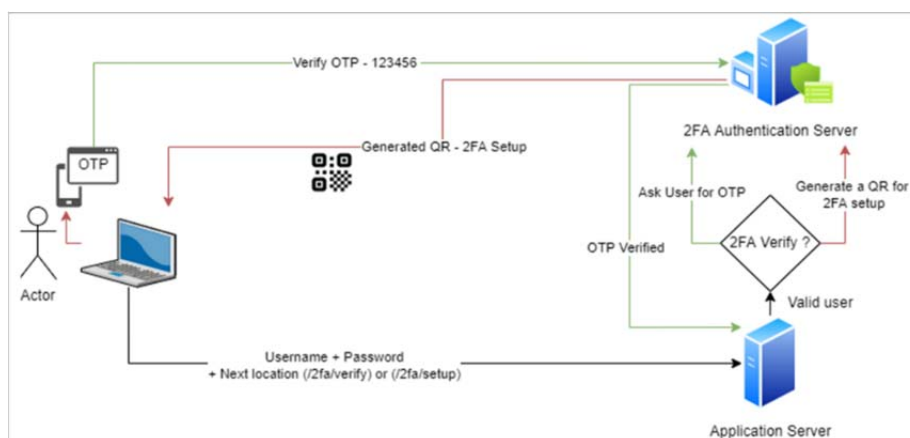 Verify OTP - 123456
OTP
2FA Authentication Server
Generated QR - 2FA Setup
Ask User for OTP
Generate a QR for
2FA setup
2FA Verify ?
OTP Verified
Actor
Valid user
Username + Password
+ Next location (/2fa/verify) or (/2fa/setup)
Application Server